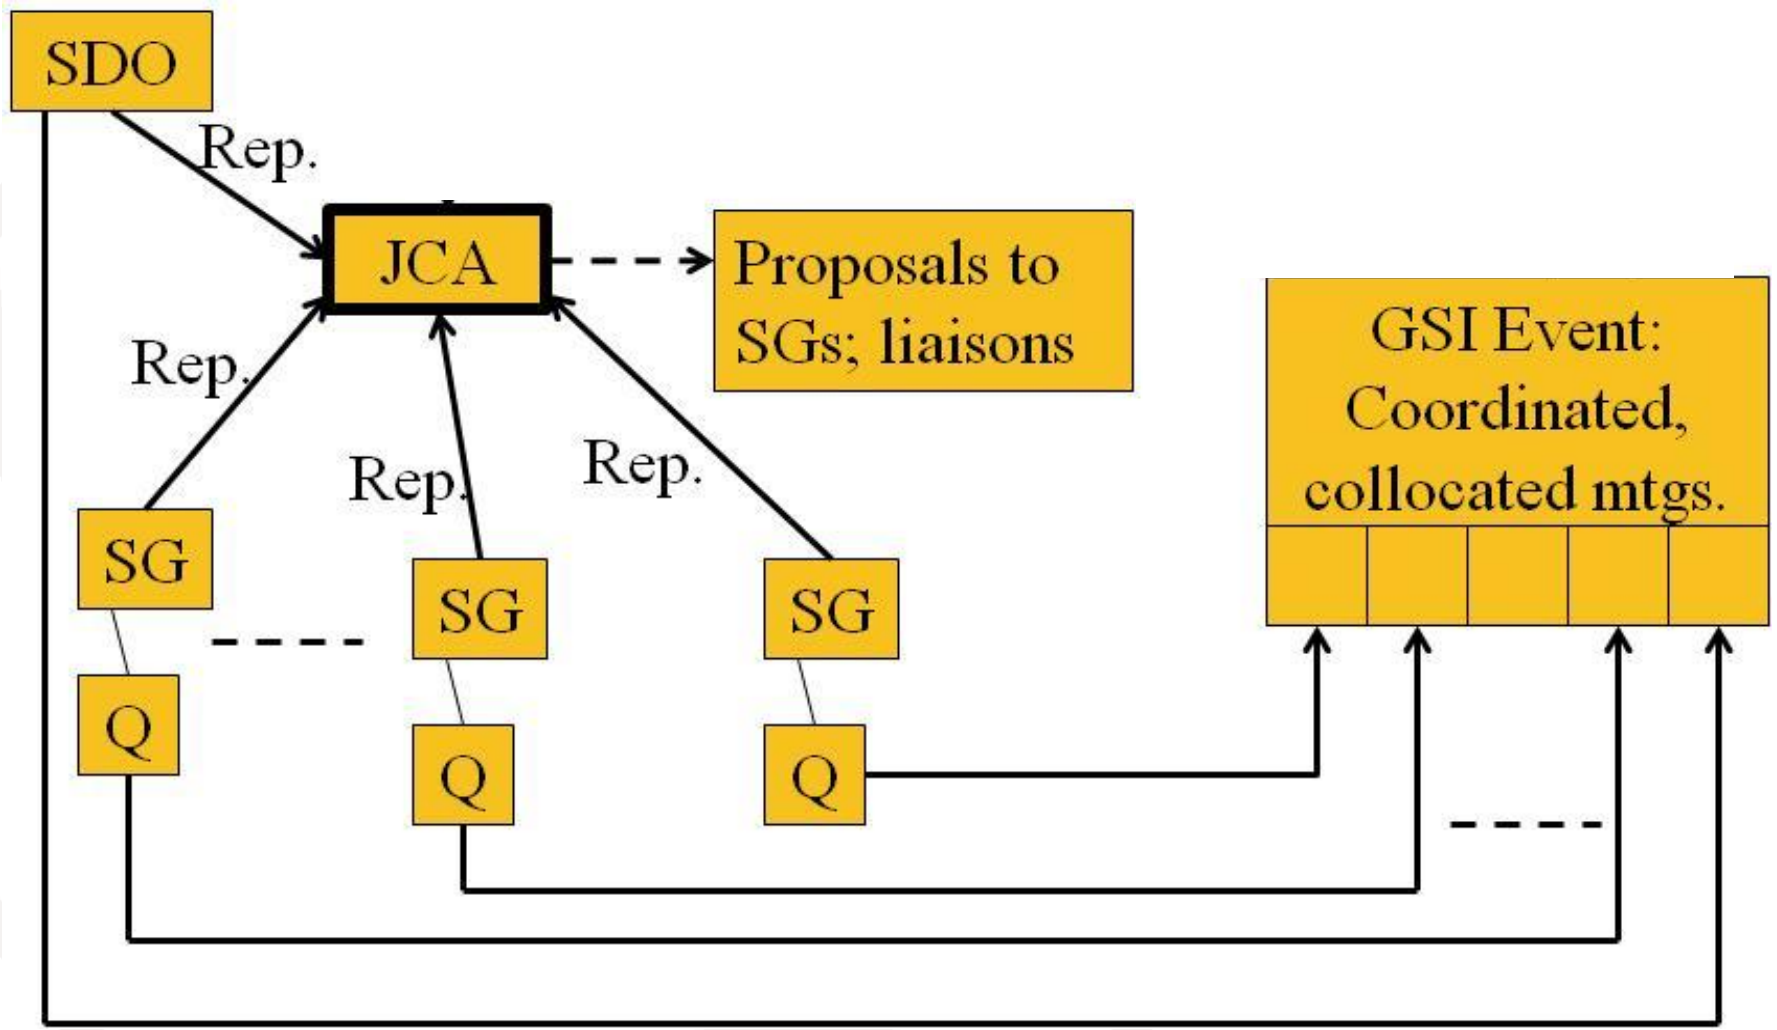 SDO
Rep.
JCA
Proposals to
SGs; liaisons
GSI Event:
Coordinated,
collocated mtgs.
Rep.
Rep.
Rep.
SG
SG
SG
Q
Q
Q